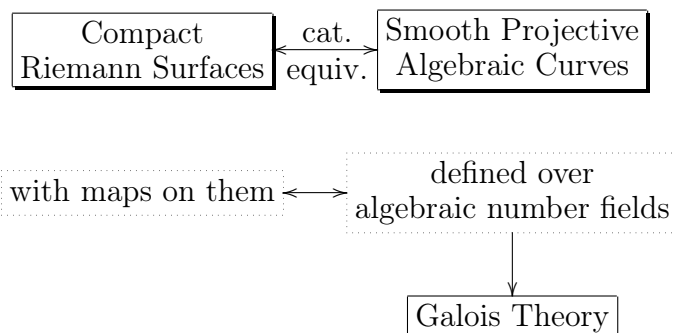 Compact
Riemann Surfaces
cat.
equiv.
Smooth Projective
Algebraic Curves
with maps on them
defined over
algebraic number fields
Galois Theory